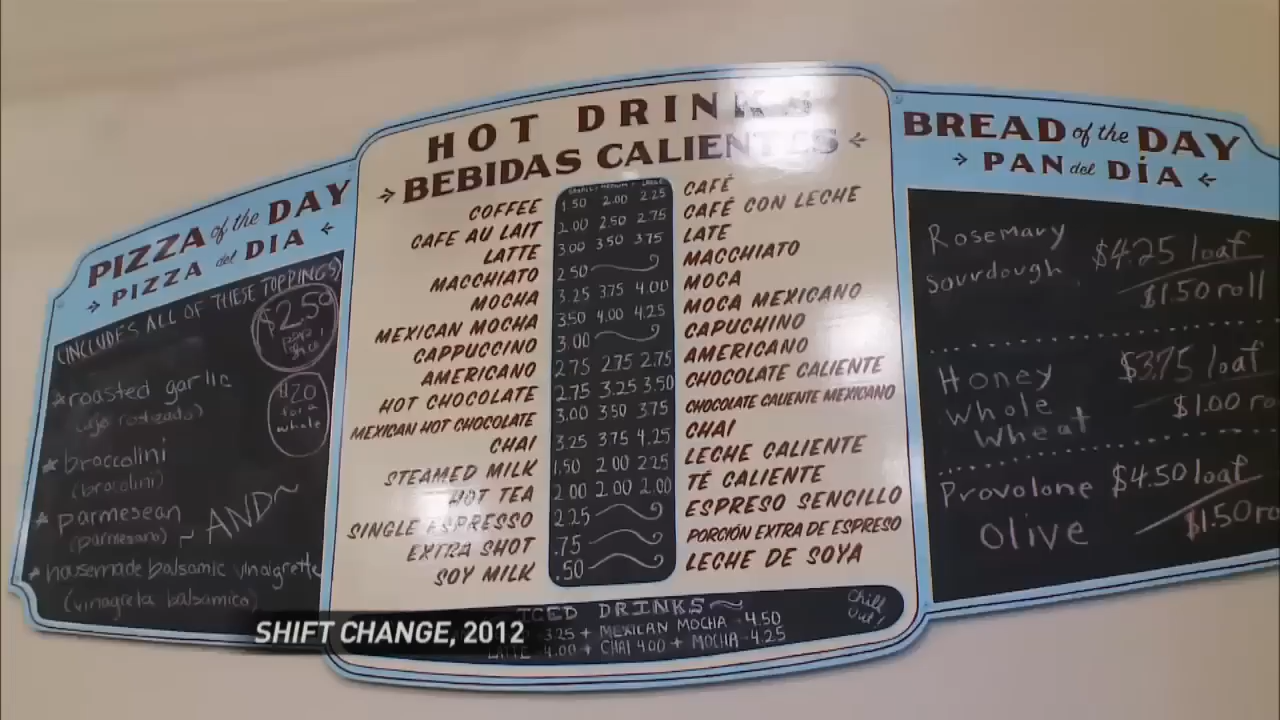 PIZZA of the DAY
PIZZA del DIA
(INCLUDES ALL OF THESE TOPPINGS)
$2.50
$20
for a
whole
*roasted garlic
(ajo rostizado)
* broccolini
(brocolini)
* parmesean
(parmesano)
~ AND ~
* housemade balsamic vinaigrette
(vinagreta balsamico)
HOT DRINKS
BEBIDAS CALIENTES
SMALL MEDIUM LARGE
COFFEE 1.50 2.00 2.25 CAFÉ
CAFE AU LAIT 2.00 2.50 2.75 CAFÉ CON LECHE
LATTE 3.00 3.50 3.75 LATE
MACCHIATO 2.50 MACCHIATO
MOCHA 3.25 3.75 4.00 MOCA
MEXICAN MOCHA 3.50 4.00 4.25 MOCA MEXICANO
CAPPUCCINO 3.00 CAPUCHINO
AMERICANO 2.75 2.75 2.75 AMERICANO
HOT CHOCOLATE 2.75 3.25 3.50 CHOCOLATE CALIENTE
MEXICAN HOT CHOCOLATE 3.00 3.50 3.75 CHOCOLATE CALIENTE MEXICANO
CHAI 3.25 3.75 4.25 CHAI
STEAMED MILK 1.50 2.00 2.25 LECHE CALIENTE
HOT TEA 2.00 2.00 2.00 TÉ CALIENTE
SINGLE ESPRESSO 2.25 ESPRESO SENCILLO
EXTRA SHOT .75 PORCIÓN EXTRA DE ESPRESO
SOY MILK .50 LECHE DE SOYA
ICED DRINKS~
3.25 + MEXICAN MOCHA - 4.50
LATTE 4.00 + CHAI 4.00 + MOCHA - 4.25
Chill
Out!
BREAD of the DAY
PAN del DÍA
Rosemary
Sourdough $4.25 loaf
$1.50 roll
Honey
Whole
Wheat $3.75 loaf
$1.00 ro
Provolone $4.50 loaf
Olive $1.50 ro
SHIFT CHANGE, 2012